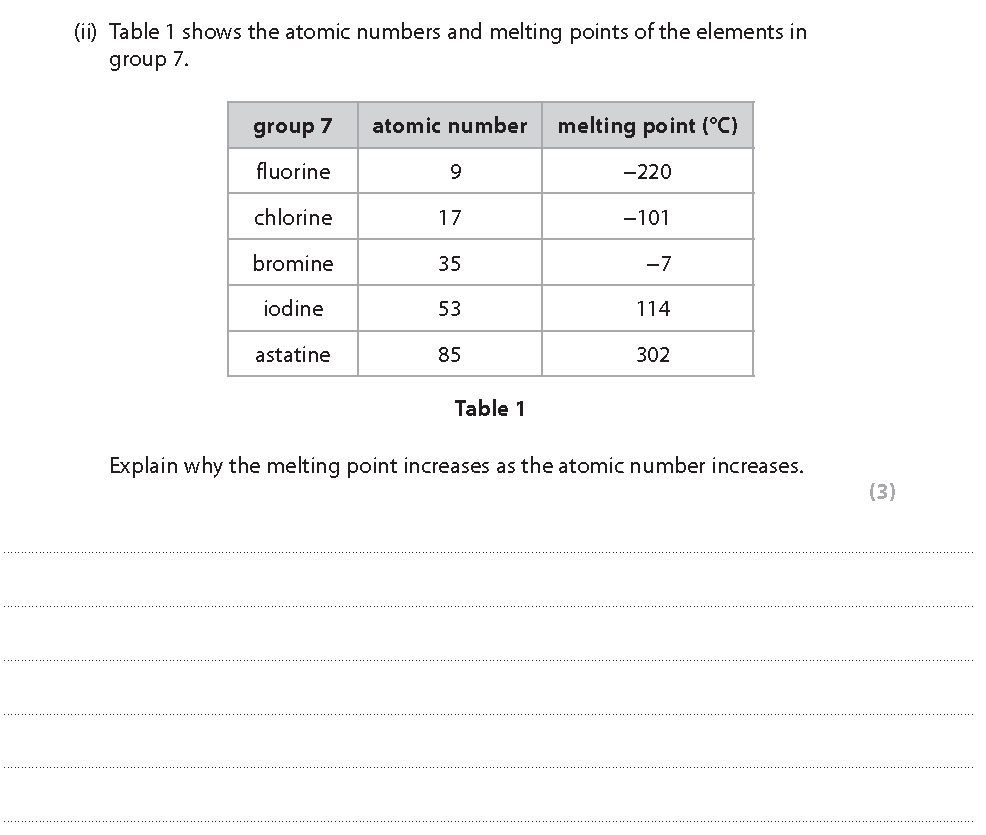 (ii) Table 1 shows the atomic numbers and melting points of the elements in
group 7.
group 7 atomic number melting point (°C)
fluorine 9 −220
chlorine 17 −101
bromine 35 −7
iodine 53 114
astatine 85 302
Table 1
Explain why the melting point increases as the atomic number increases.
(3)